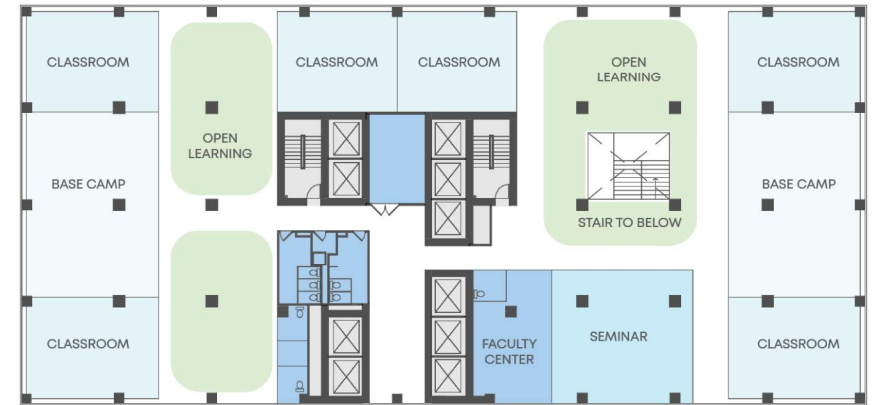 CLASSROOM
CLASSROOM
CLASSROOM
OPEN
LEARNING
CLASSROOM
OPEN
LEARNING
BASE CAMP
BASE CAMP
STAIR TO BELOW
CLASSROOM
FACULTY
CENTER
SEMINAR
CLASSROOM